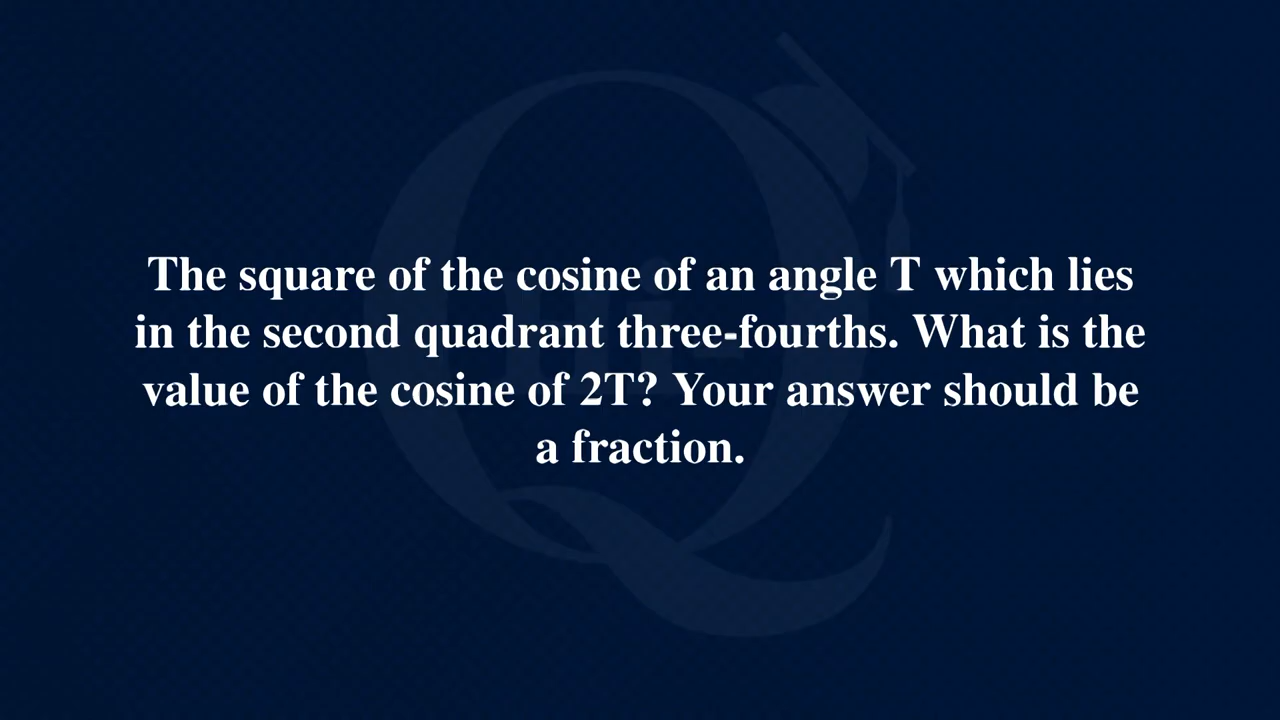 The square of the cosine of an angle T which lies
in the second quadrant three-fourths. What is the
value of the cosine of 2T? Your answer should be
a fraction.